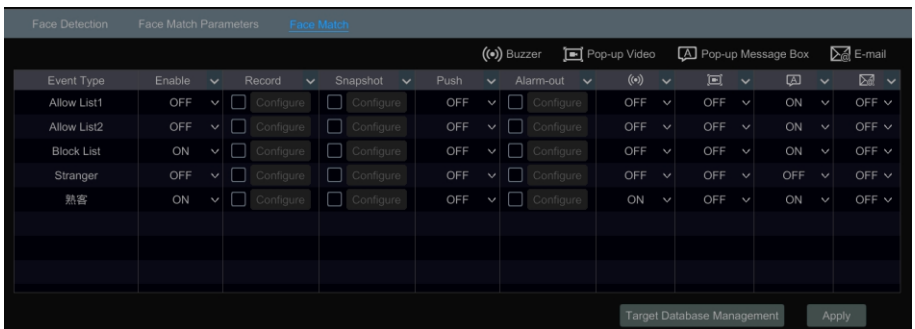 Face Detection Face Match Parameters Face Match
Buzzer Pop-up Video A Pop-up Message Box E-mail
Event Type Enable Record Snapshot Push Alarm-out A
Allow List1 OFF Configure Configure OFF Configure OFF OFF ON OFF
Allow List2 OFF Configure Configure OFF Configure OFF OFF ON OFF
Block List ON Configure Configure OFF Configure OFF OFF ON OFF
Stranger OFF Configure Configure OFF Configure OFF OFF OFF OFF
熟客 ON Configure Configure OFF Configure ON OFF ON OFF
Target Database Management Apply